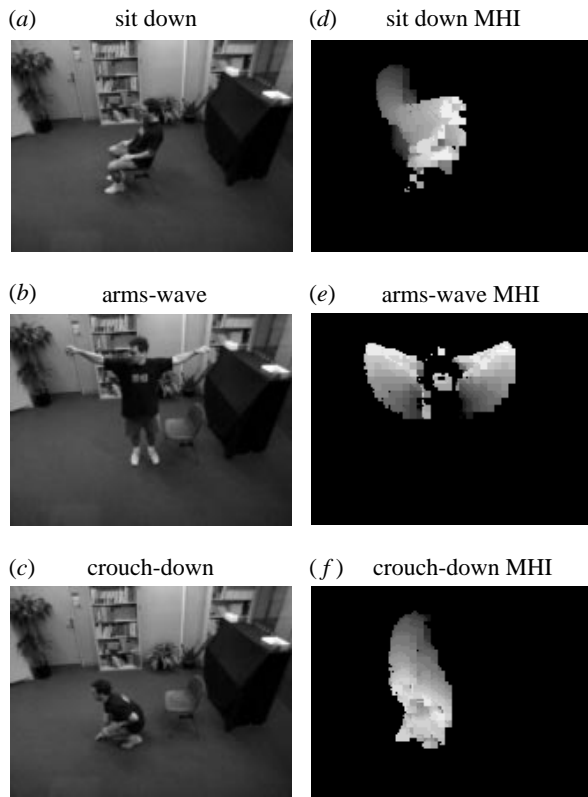 (a) sit down
(d) sit down MHI
(b) arms-wave
(e) arms-wave MHI
(c) crouch-down
(f) crouch-down MHI